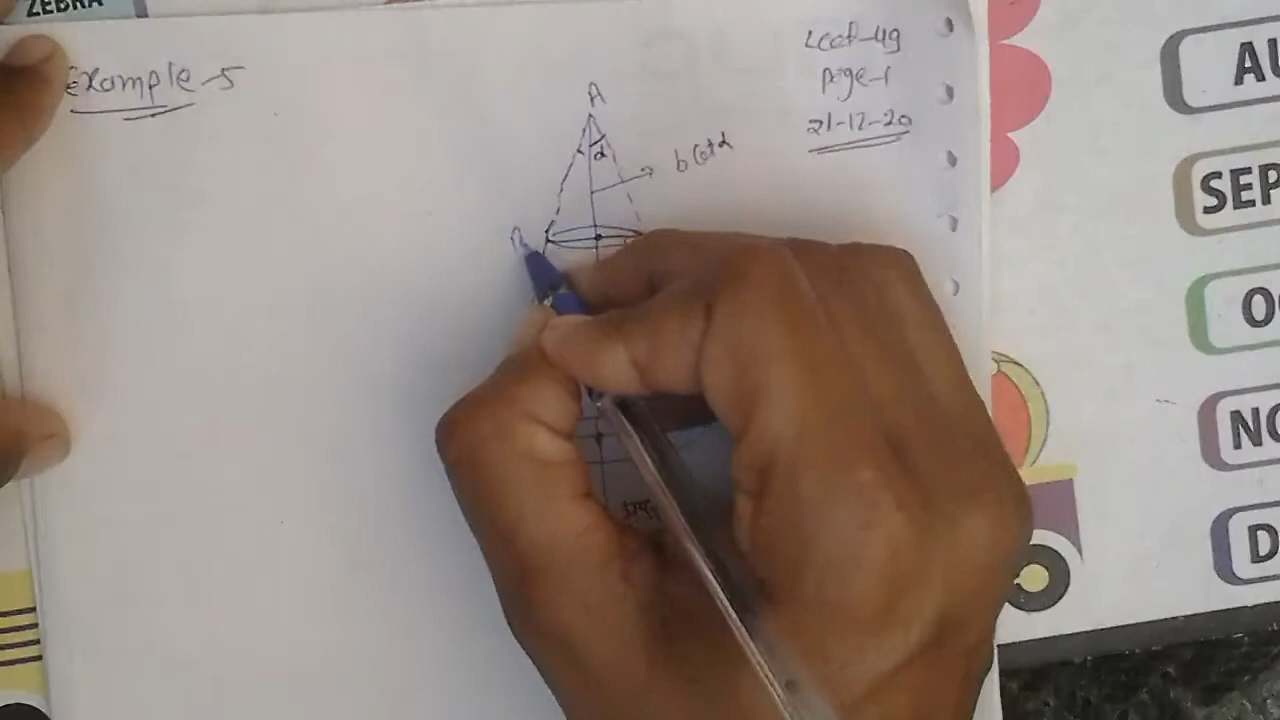 ZEBRA
Example-5
Lect-49
page-1
21-12-20
A
α
b Cot α
AU
SEP
O
NO
D